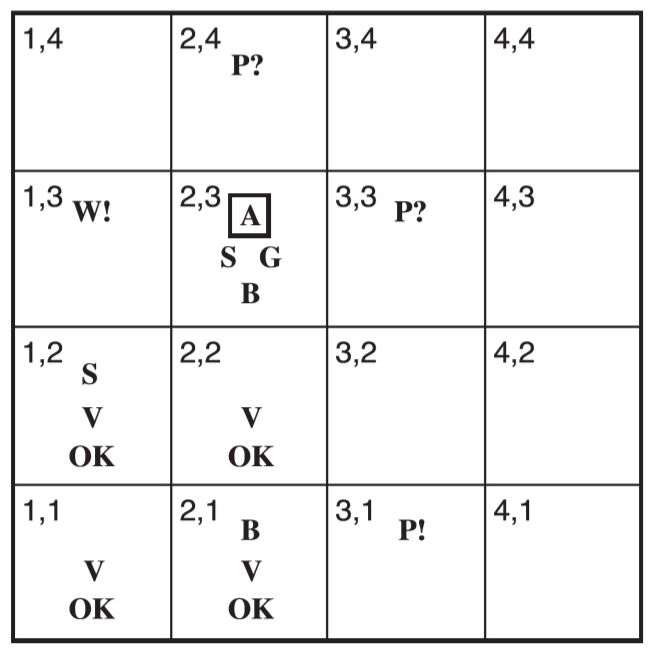 1,4 2,4 3,4 4,4
P?
1,3 W! 2,3 A 3,3 P? 4,3
S G
B
1,2 2,2 3,2 4,2
S
V V
OK OK
1,1 2,1 3,1 4,1
B P!
V V
OK OK